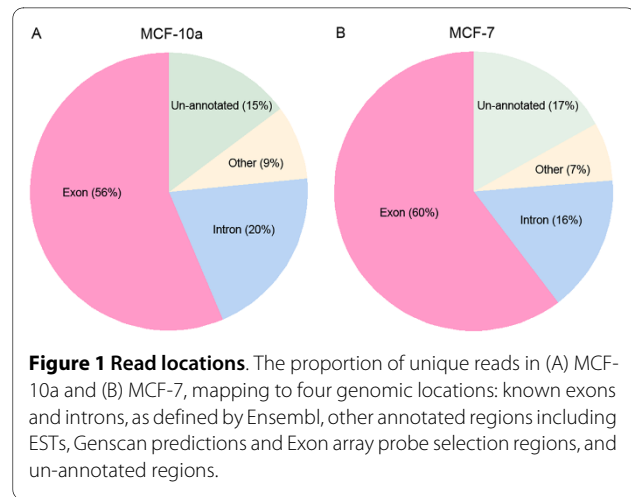 A
MCF-10a
Un-annotated (15%)
Other (9%)
Exon (56%)
Intron (20%)
B
MCF-7
Un-annotated (17%)
Other (7%)
Exon (60%)
Intron (16%)
Figure 1 Read locations. The proportion of unique reads in (A) MCF-
10a and (B) MCF-7, mapping to four genomic locations: known exons
and introns, as defined by Ensembl, other annotated regions including
ESTs, Genscan predictions and Exon array probe selection regions, and
un-annotated regions.